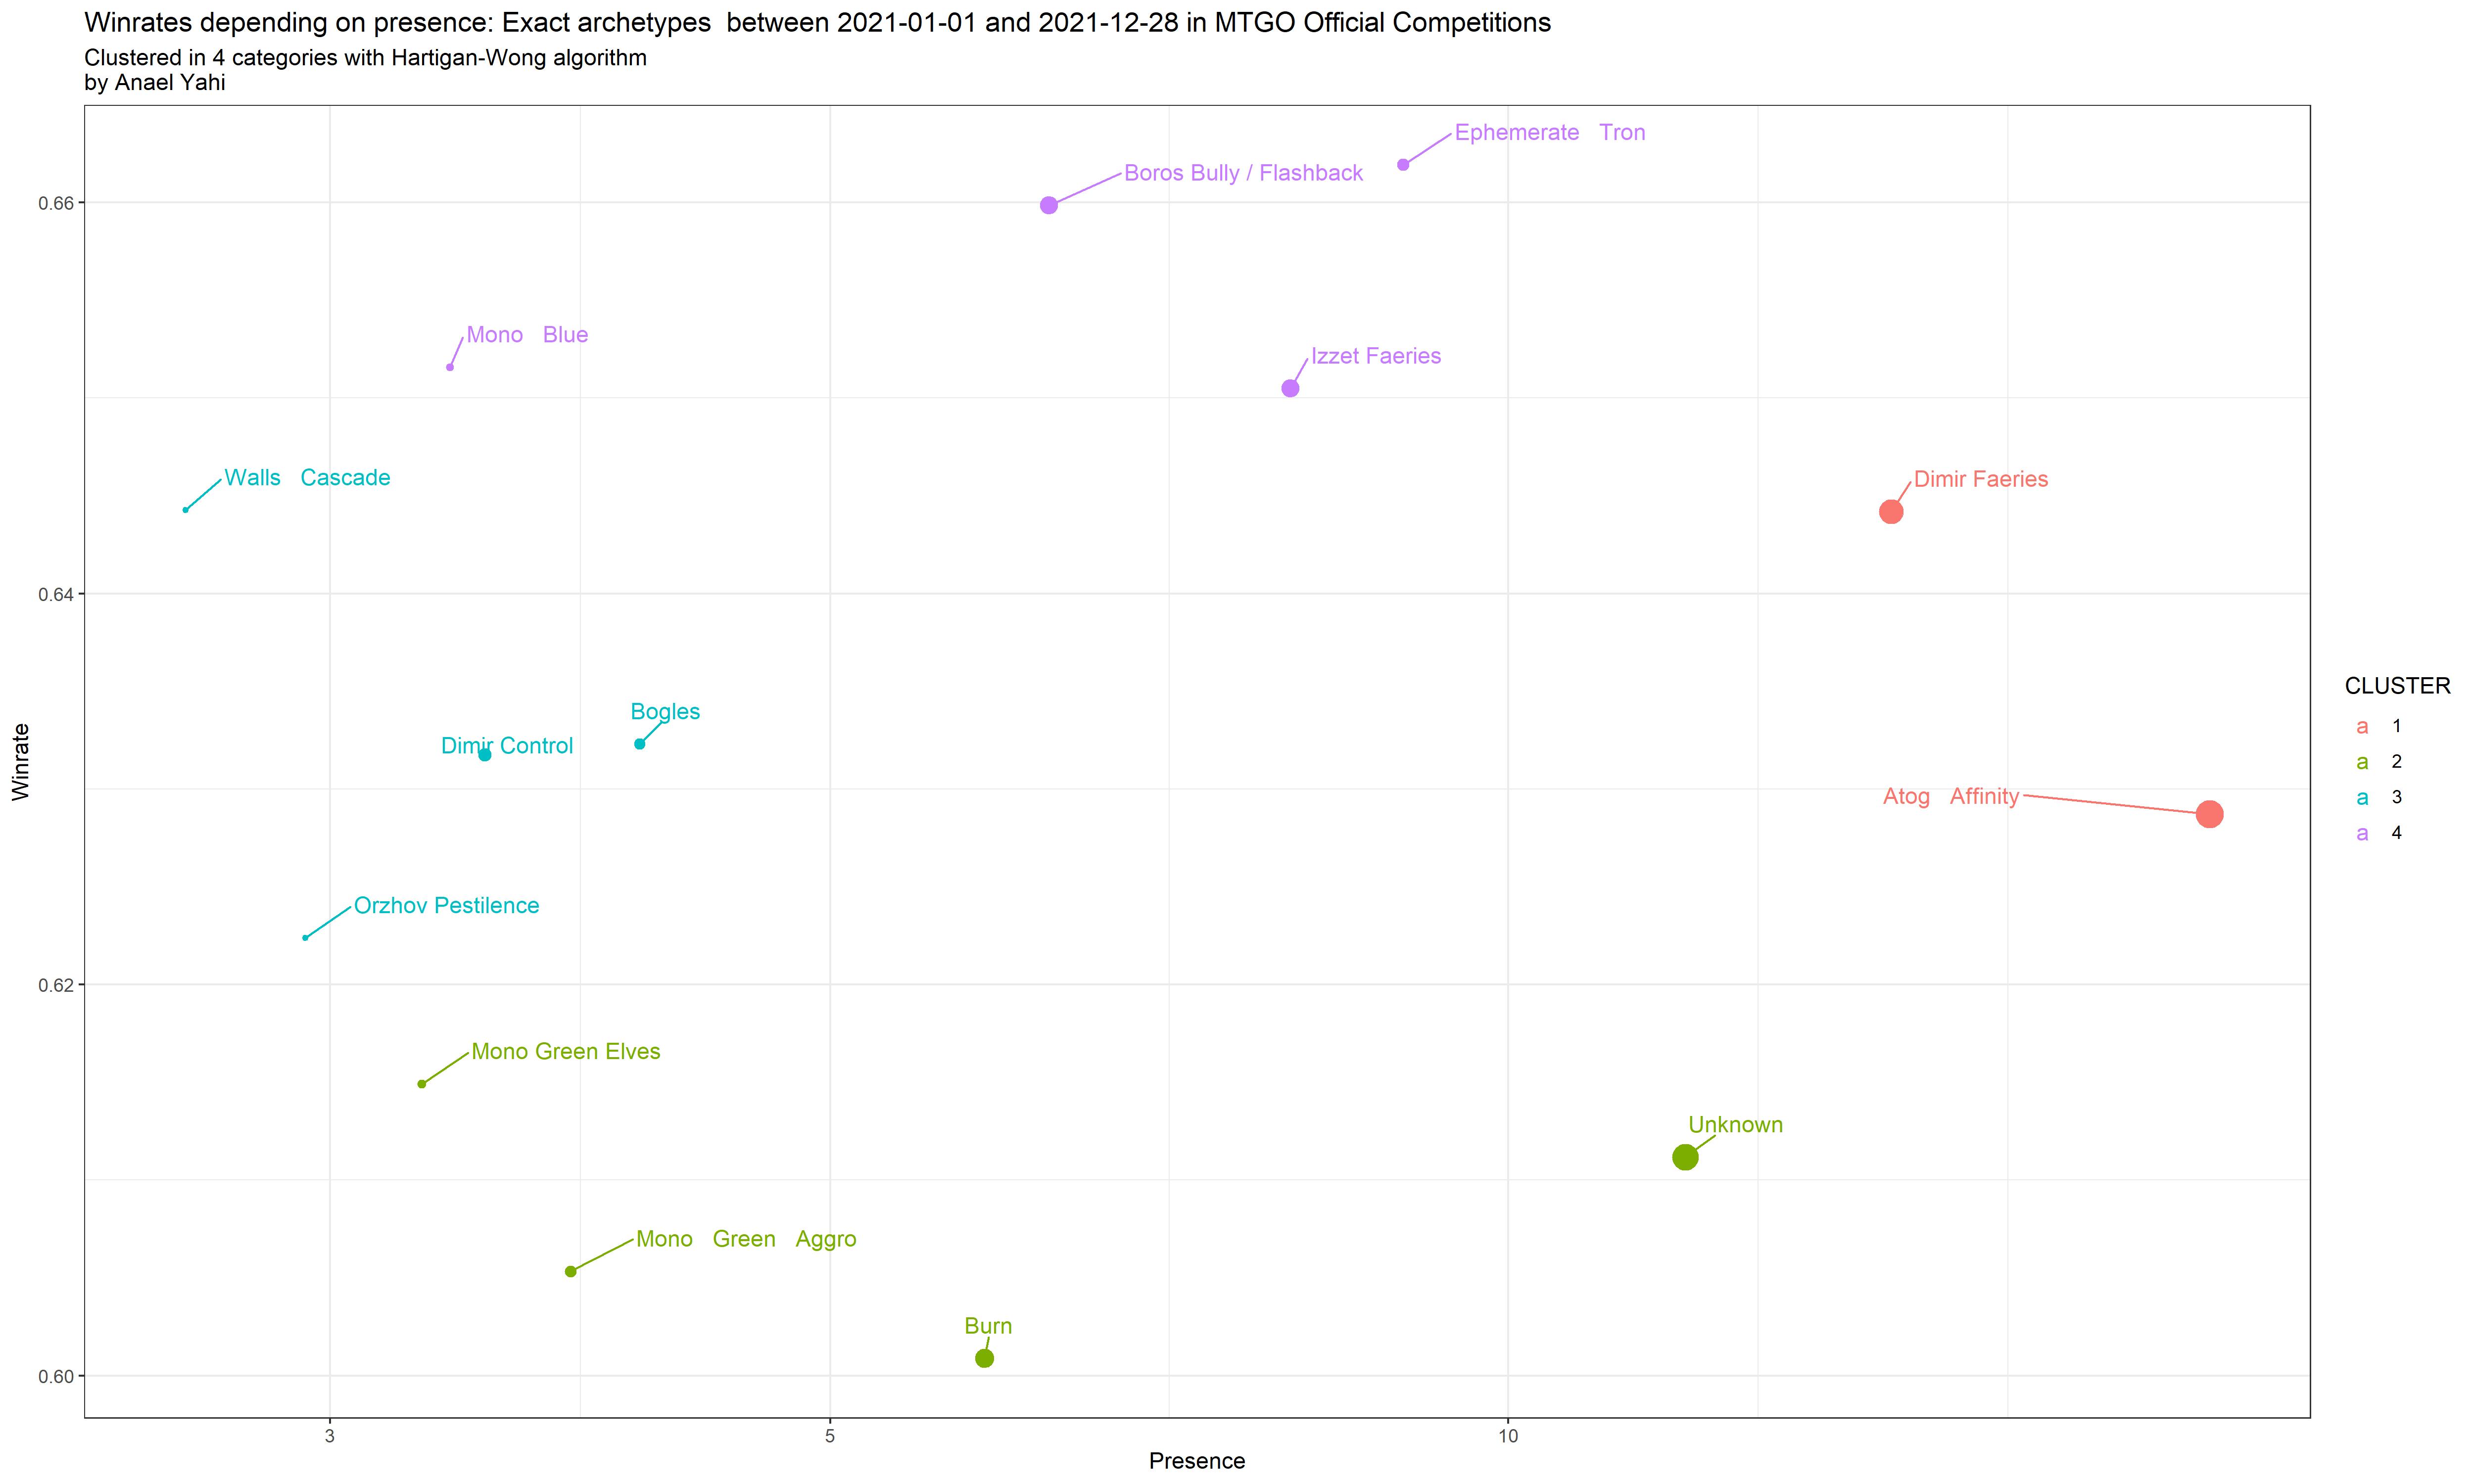 Winrates depending on presence: Exact archetypes  between 2021-01-01 and 2021-12-28 in MTGO Official Competitions
Clustered in 4 categories with Hartigan-Wong algorithm
by Anael Yahi
Ephemerate   Tron
Boros Bully / Flashback
0.66
Mono   Blue
Izzet Faeries
Walls   Cascade
Dimir Faeries
0.64
CLUSTER
a 1
a 2
a 3
a 4
Bogles
Dimir Control
Winrate
Atog   Affinity
Orzhov Pestilence
0.62
Mono Green Elves
Unknown
Mono   Green   Aggro
Burn
0.60
3 5 10
Presence